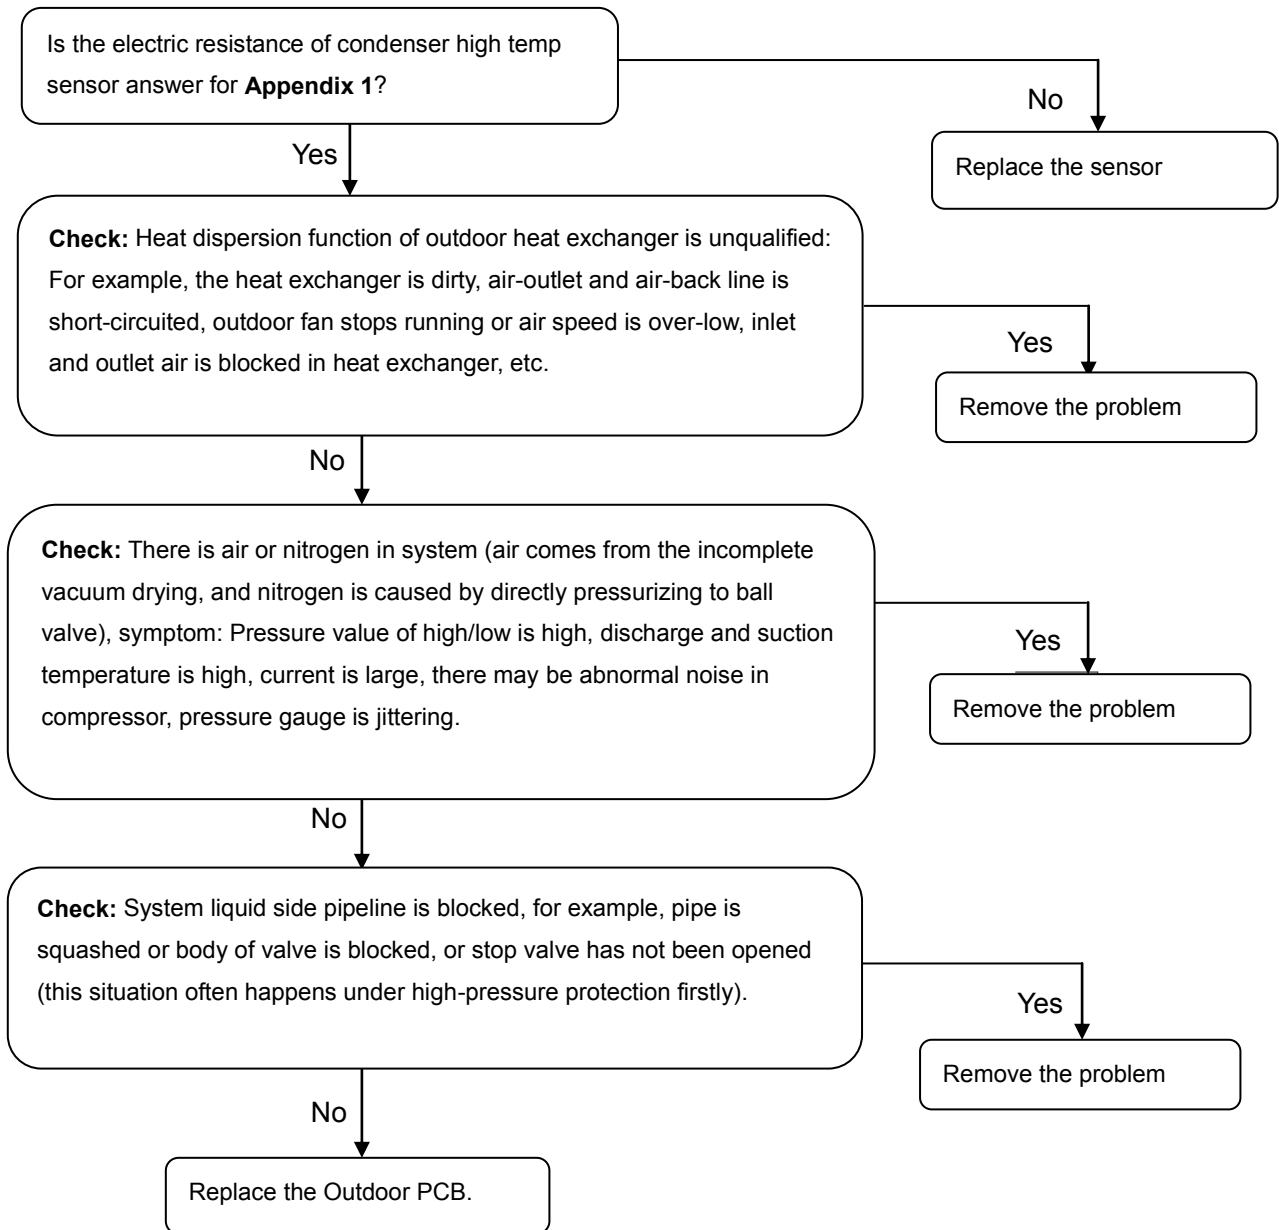 Is the electric resistance of condenser high temp
sensor answer for Appendix 1?
No
Yes
Replace the sensor
Check: Heat dispersion function of outdoor heat exchanger is unqualified:
For example, the heat exchanger is dirty, air-outlet and air-back line is
short-circuited, outdoor fan stops running or air speed is over-low, inlet
and outlet air is blocked in heat exchanger, etc.
Yes
Remove the problem
No
Check: There is air or nitrogen in system (air comes from the incomplete
vacuum drying, and nitrogen is caused by directly pressurizing to ball
valve), symptom: Pressure value of high/low is high, discharge and suction
temperature is high, current is large, there may be abnormal noise in
compressor, pressure gauge is jittering.
Yes
Remove the problem
No
Check: System liquid side pipeline is blocked, for example, pipe is
squashed or body of valve is blocked, or stop valve has not been opened
(this situation often happens under high-pressure protection firstly).
Yes
Remove the problem
No
Replace the Outdoor PCB.